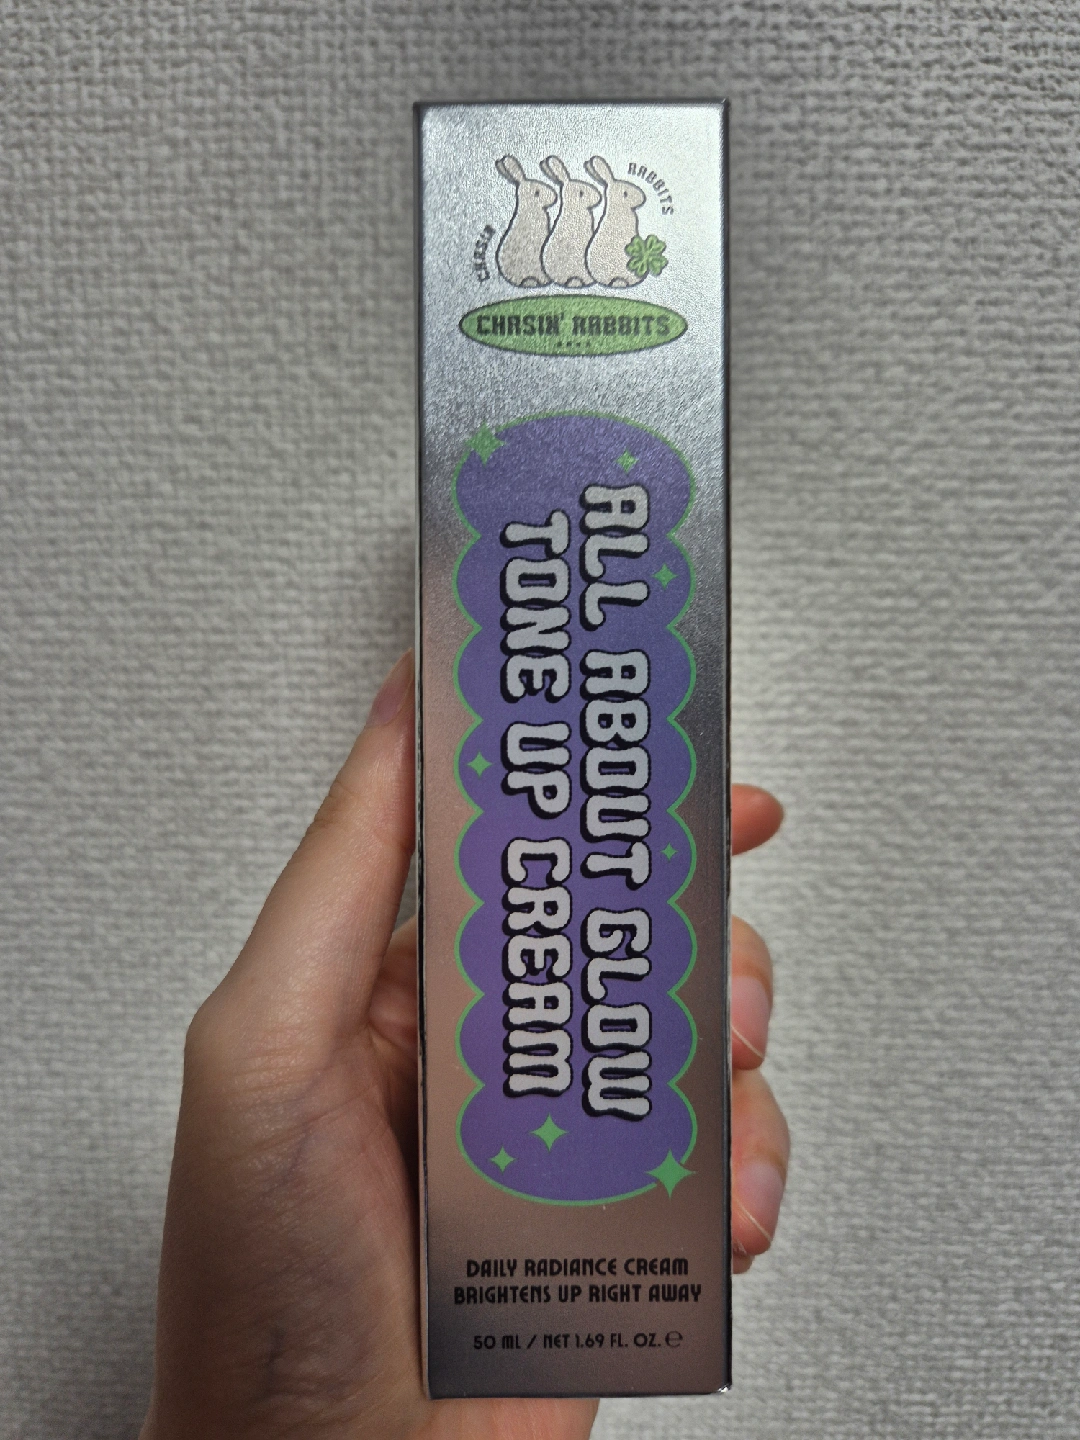 CHASIN
RABBITS
CHASIN' RABBITS
ALL ABOUT GLOW
TONE UP CREAM
DAILY RADIANCE CREAM
BRIGHTENS UP RIGHT AWAY
50 ML / NET 1.69 FL. OZ. ℮